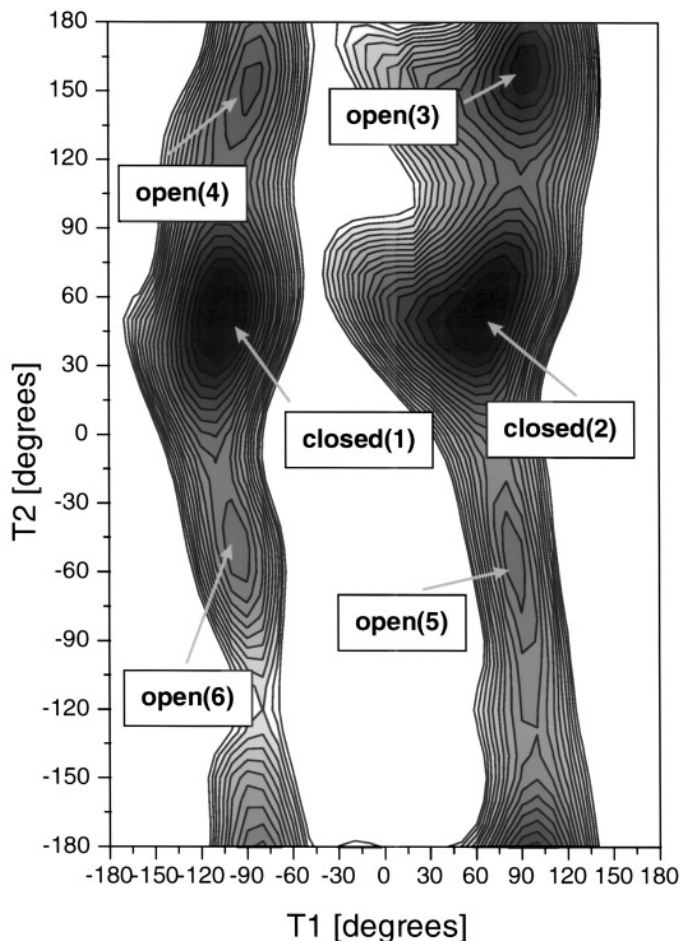 180
150
120
90
60
30
0
-30
-60
-90
-120
-150
-180
T2 [degrees]
open(3)
open(4)
closed(1)
closed(2)
open(5)
open(6)
-180 -150 -120 -90 -60 -30 0 30 60 90 120 150 180
T1 [degrees]